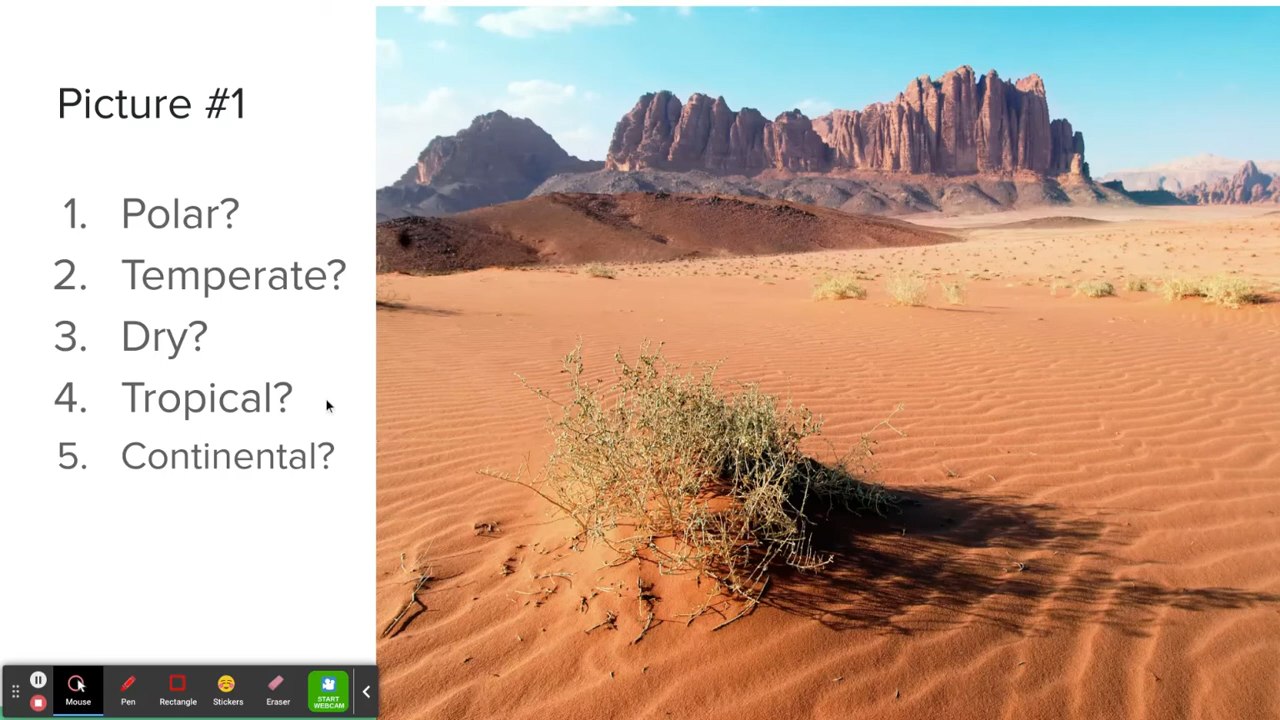 Picture #1
1. Polar?
2. Temperate?
3. Dry?
4. Tropical?
5. Continental?
Mouse
Pen
Rectangle
Stickers
Eraser
START
WEBCAM